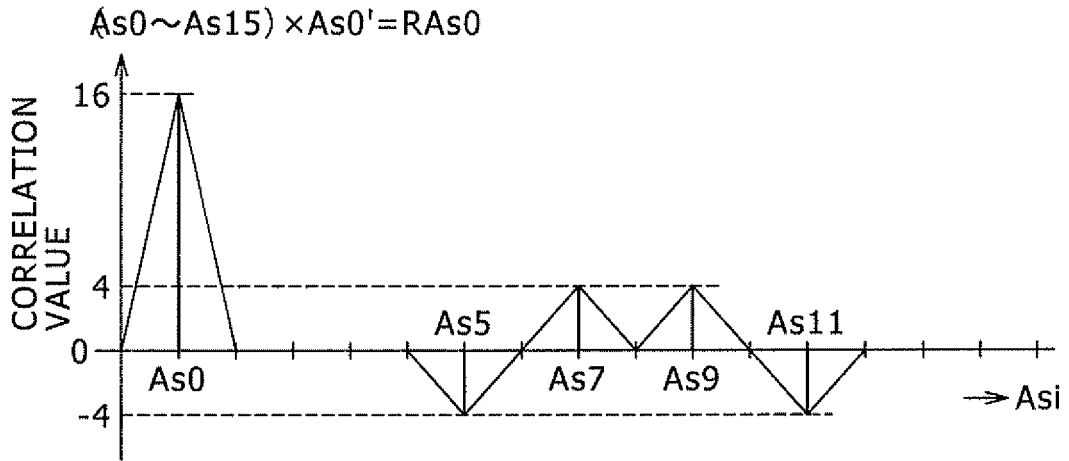 (As0~As15)×As0'=RAs0
CORRELATION
VALUE
16
4
0
-4
As0
As5
As7
As9
As11
→ Asi